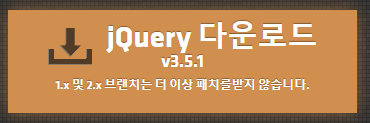 jQuery 다운로드
v3.5.1
1.x 및 2.x 브랜치는 더 이상 패치를받지 않습니다.